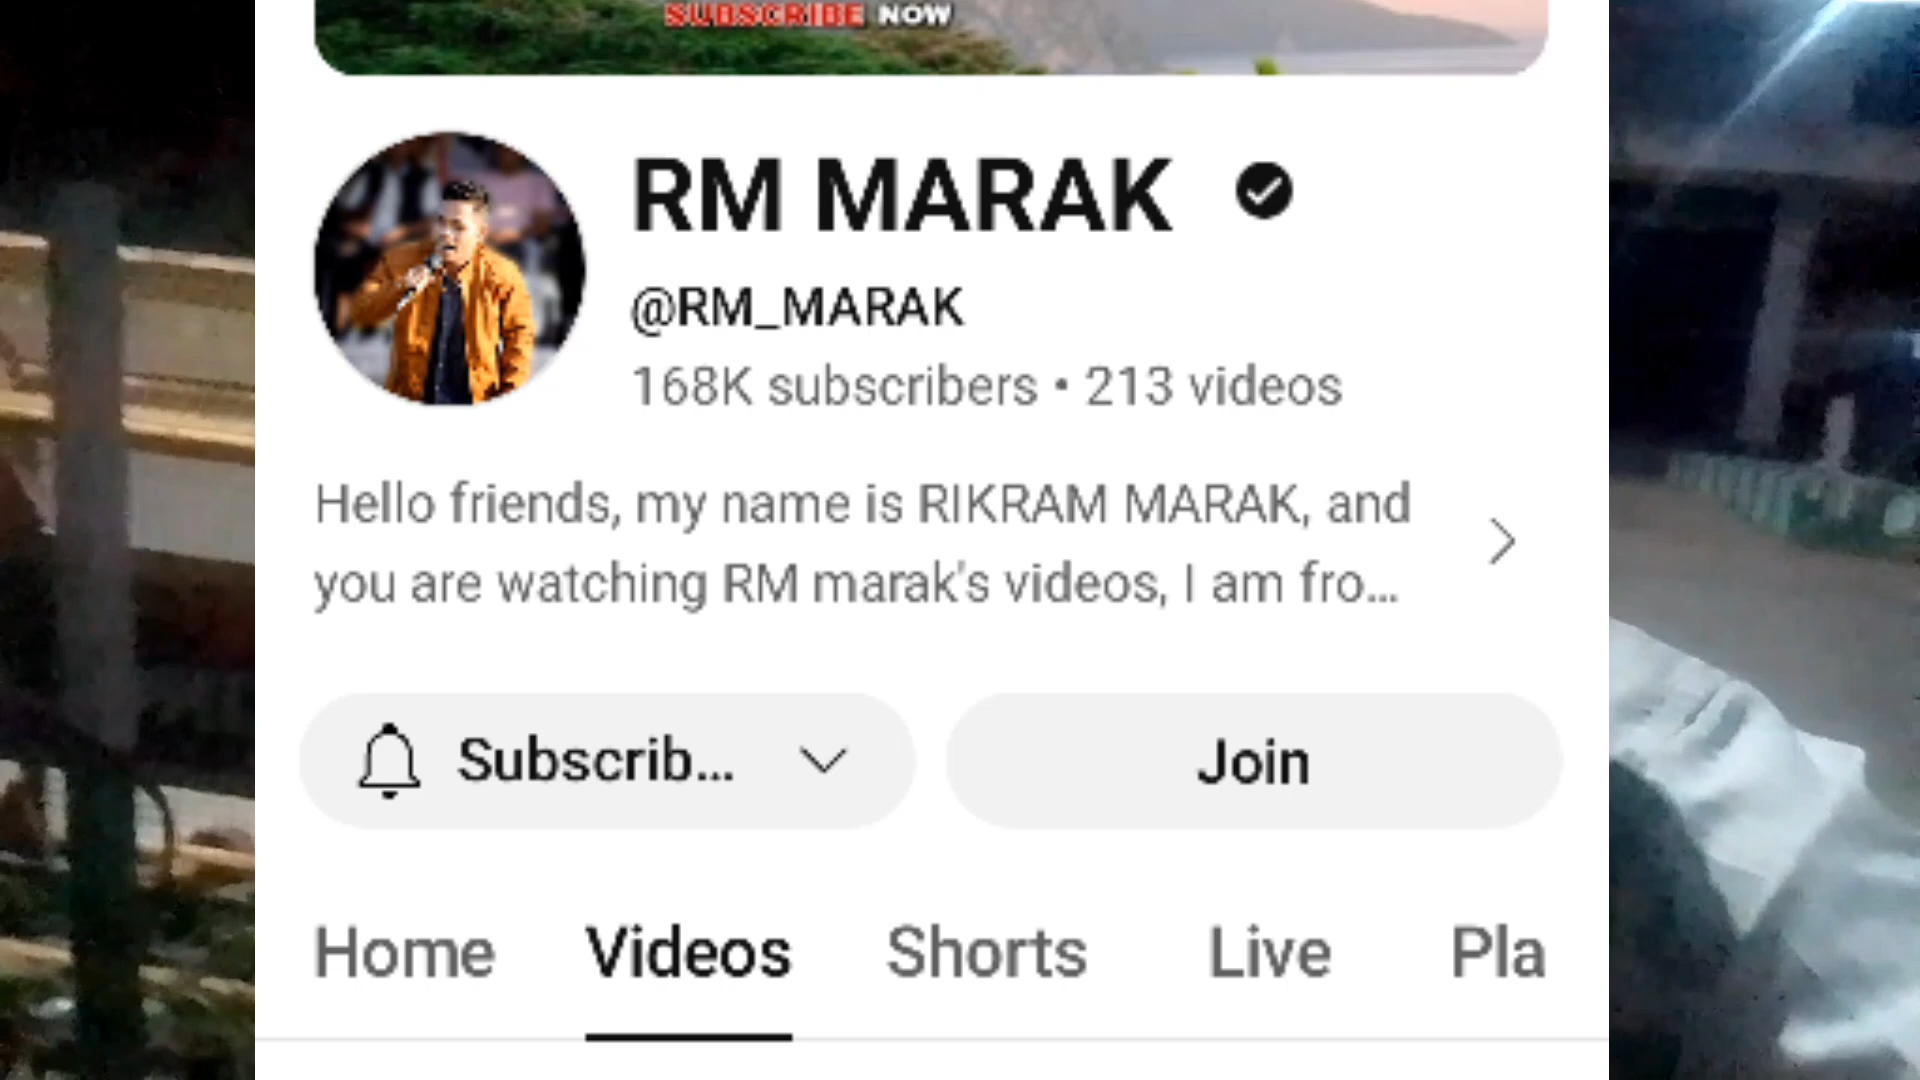 SUBSCRIBE NOW
RM MARAK
@RM_MARAK
168K subscribers • 213 videos
Hello friends, my name is RIKRAM MARAK, and
you are watching RM marak's videos, I am fro...
Subscrib...
Join
Home Videos Shorts Live Pla